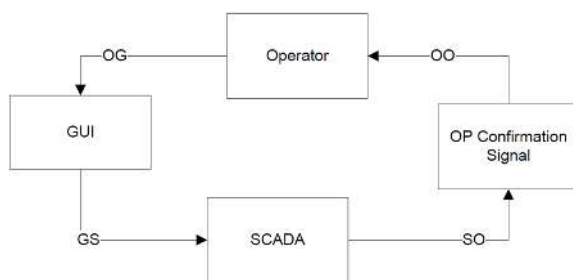 OG
Operator
OO
GUI
OP Confirmation
Signal
GS
SCADA
SO